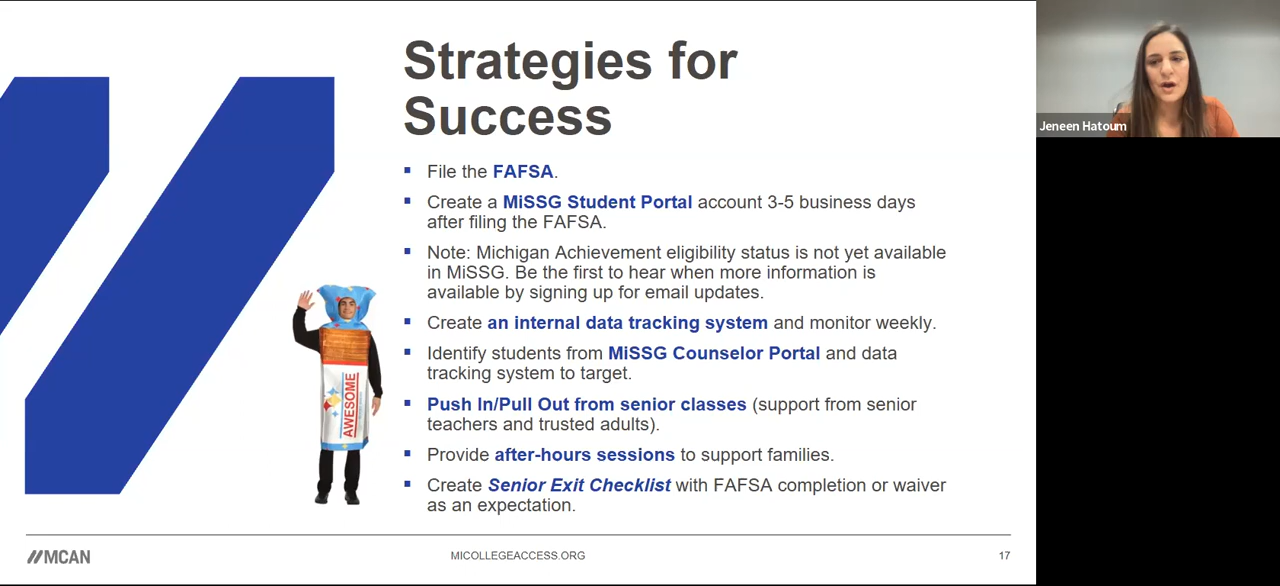 Strategies for
Success
File the FAFSA.
Create a MiSSG Student Portal account 3-5 business days
after filing the FAFSA.
Note: Michigan Achievement eligibility status is not yet available
in MiSSG. Be the first to hear when more information is
available by signing up for email updates.
Create an internal data tracking system and monitor weekly.
Identify students from MiSSG Counselor Portal and data
tracking system to target.
Push In/Pull Out from senior classes (support from senior
teachers and trusted adults).
Provide after-hours sessions to support families.
Create Senior Exit Checklist with FAFSA completion or waiver
as an expectation.
AWESOME
MCAN
MICOLLEGEACCESS.ORG
17
Jeneen Hatoum